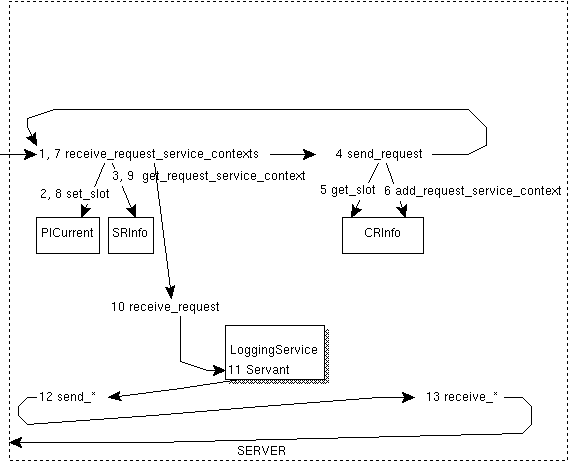 1, 7 receive_request_service_contexts
4 send_request
3, 9 get_request_service_context
2, 8 set_slot
5 get_slot
6 add_request_service_context
PICurrent
SRInfo
CRInfo
10 receive_request
LoggingService
11 Servant
12 send_*
13 receive_*
SERVER